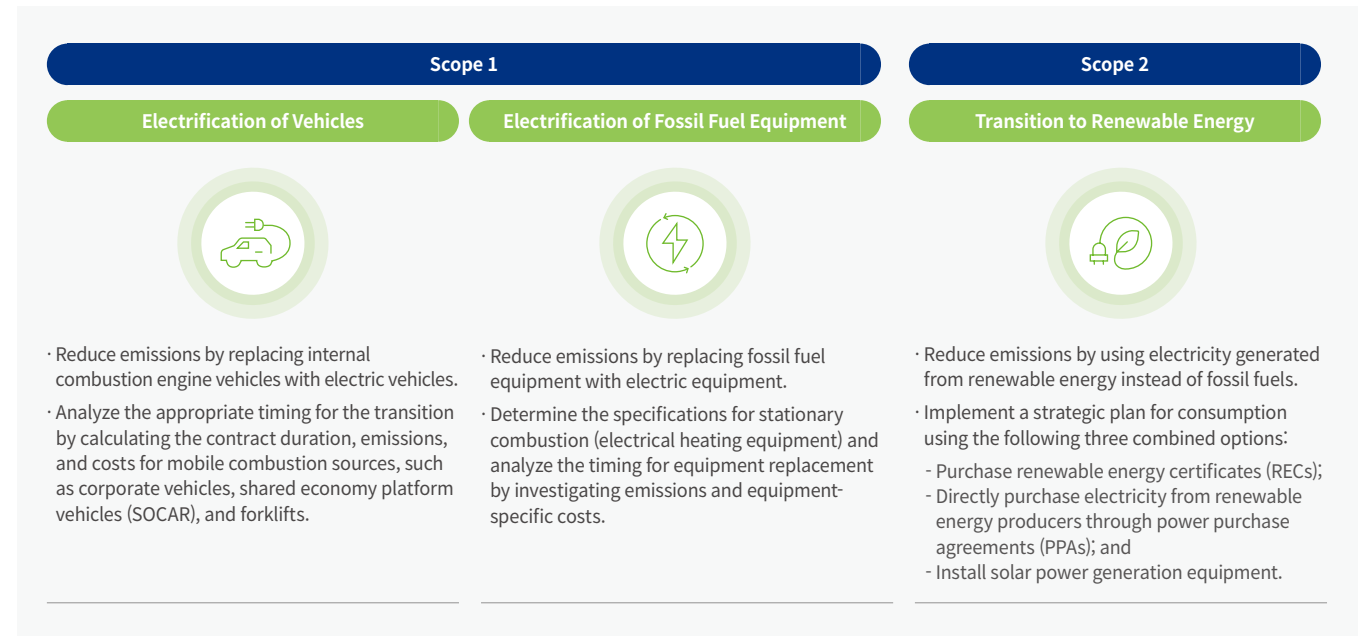 Scope 1
Electrification of Vehicles
· Reduce emissions by replacing internal
combustion engine vehicles with electric vehicles.
· Analyze the appropriate timing for the transition
by calculating the contract duration, emissions,
and costs for mobile combustion sources, such
as corporate vehicles, shared economy platform
vehicles (SOCAR), and forklifts.
Electrification of Fossil Fuel Equipment
· Reduce emissions by replacing fossil fuel
equipment with electric equipment.
· Determine the specifications for stationary
combustion (electrical heating equipment) and
analyze the timing for equipment replacement
by investigating emissions and equipment-
specific costs.
Scope 2
Transition to Renewable Energy
· Reduce emissions by using electricity generated
from renewable energy instead of fossil fuels.
· Implement a strategic plan for consumption
using the following three combined options:
- Purchase renewable energy certificates (RECs);
- Directly purchase electricity from renewable
energy producers through power purchase
agreements (PPAs); and
- Install solar power generation equipment.